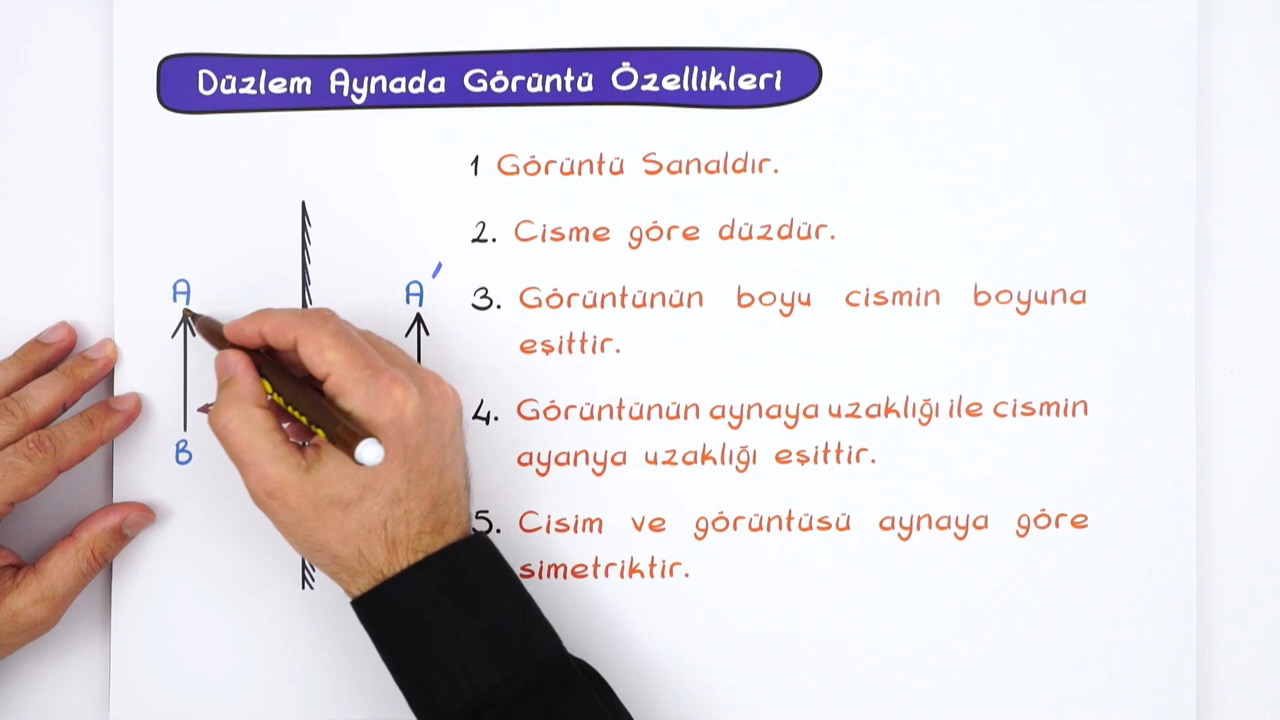 Düzlem Aynada Görüntü Özellikleri
1 Görüntü Sanaldır.
2. Cisme göre düzdür.
A
A'
3. Görüntünün boyu cismin boyuna
eşittir.
4. Görüntünün aynaya uzaklığı ile cismin
B
ayanya uzaklığı eşittir.
5. Cisim ve görüntüsü aynaya göre
simetriktir.